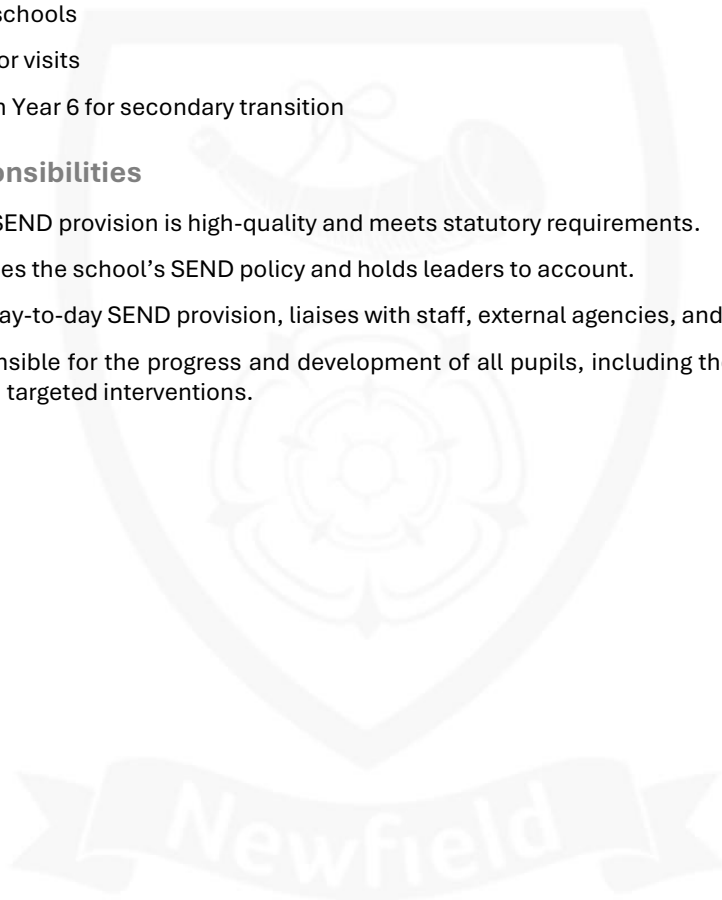 schools
or visits
n Year 6 for secondary transition
onsibilities
SEND provision is high-quality and meets statutory requirements.
es the school's SEND policy and holds leaders to account.
ay-to-day SEND provision, liaises with staff, external agencies, and
nsible for the progress and development of all pupils, including the
targeted interventions.
Newfield